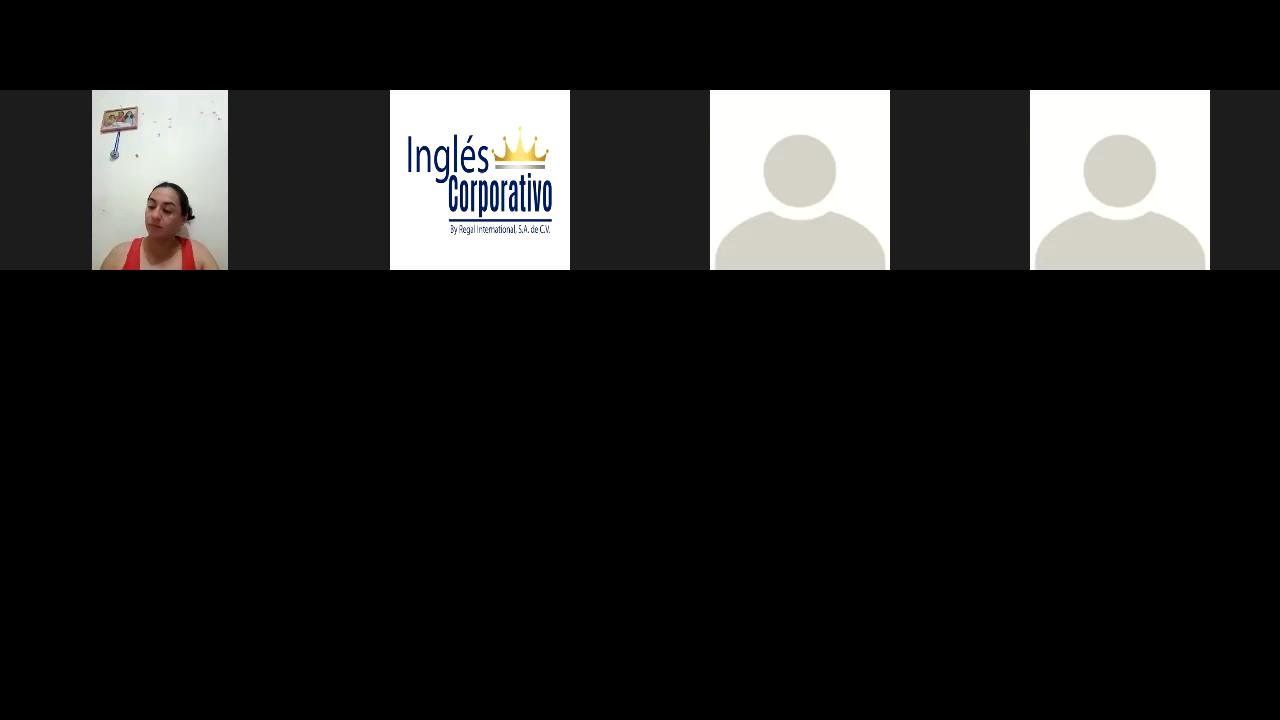 Inglés
Corporativo
By Regal International, S.A. de C.V.